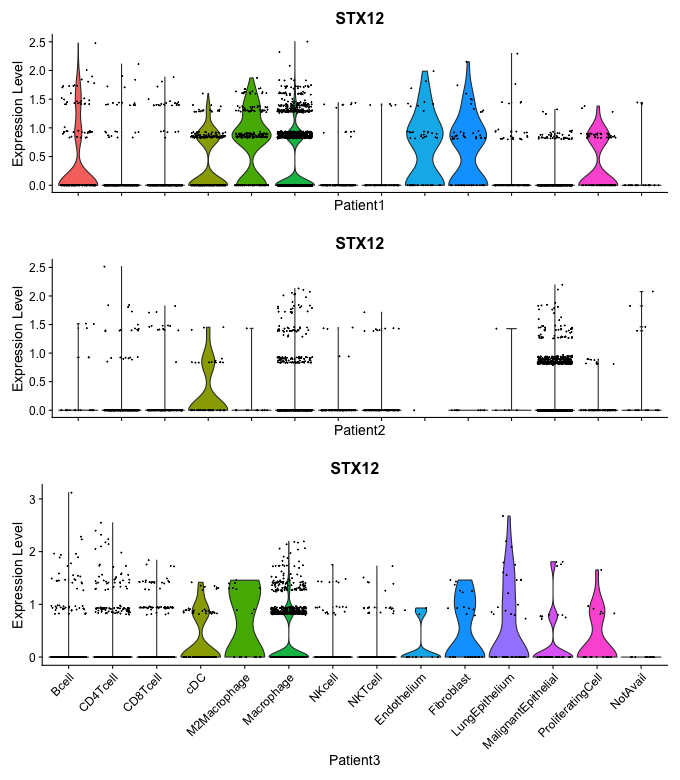 STX12
Expression Level
2.5
2.0
1.5
1.0
0.5
0.0
Patient1
STX12
Expression Level
2.5
2.0
1.5
1.0
0.5
0.0
Patient2
STX12
Expression Level
3
2
1
0
Bcell
CD4Tcell
CD8Tcell
cDC
M2Macrophage
Macrophage
NKcell
NKTcell
Endothelium
Fibroblast
LungEpithelium
MalignantEpithelial
ProliferatingCell
NotAvail
Patient3